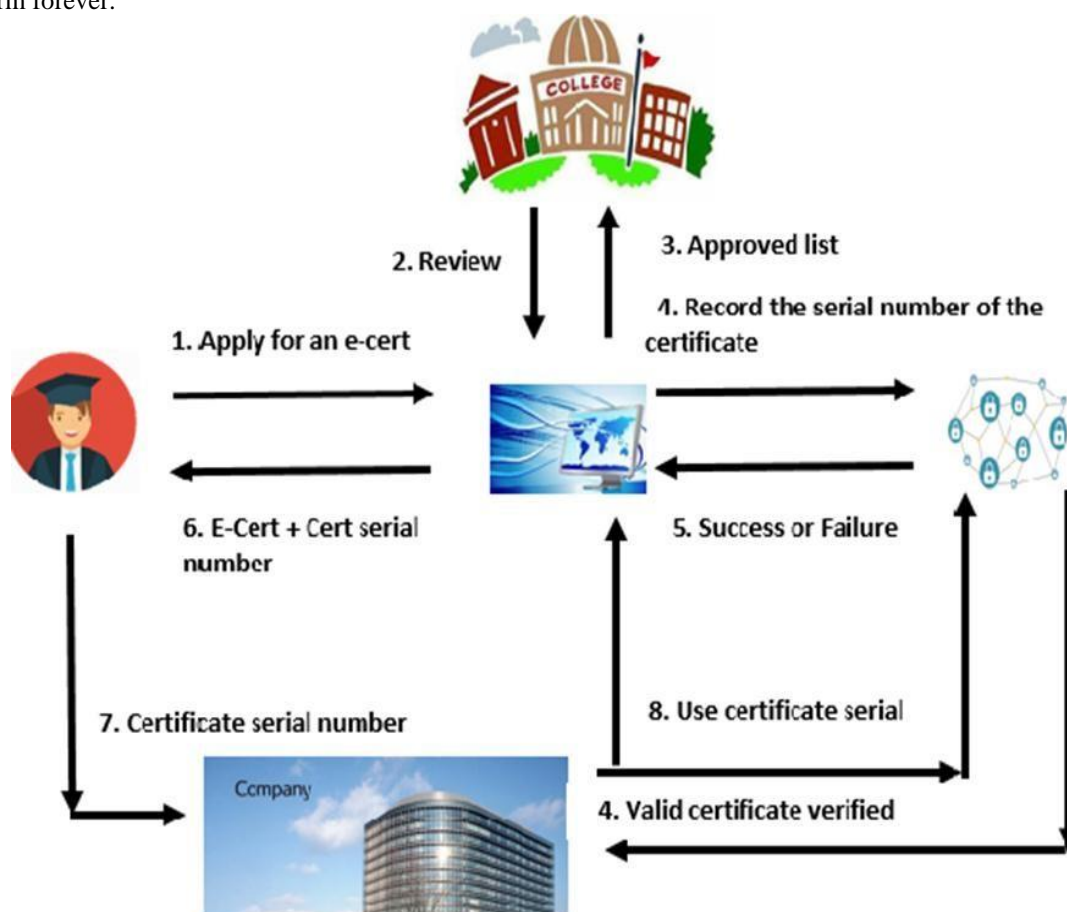 rm forever.
COLLEGE
2. Review
3. Approved list
1. Apply for an e-cert
4. Record the serial number of the
certificate
6. E-Cert + Cert serial
number
5. Success or Failure
7. Certificate serial number
8. Use certificate serial
Company
4. Valid certificate verified